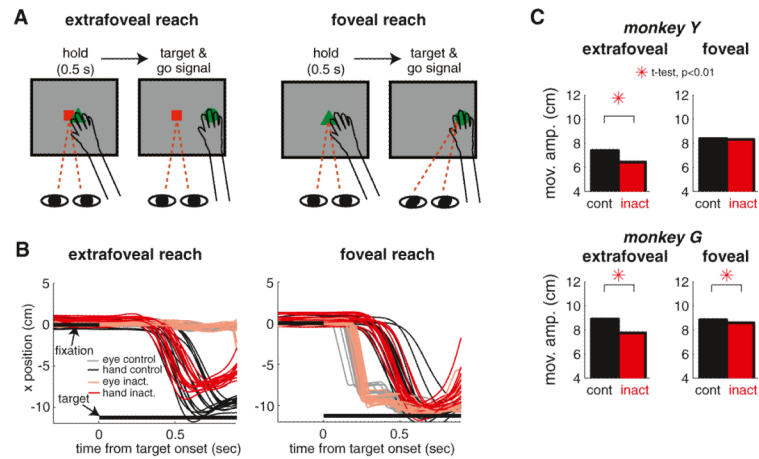 A
extrafoveal reach
foveal reach
hold
(0.5 s)
target &
go signal
hold
(0.5 s)
target &
go signal
B
extrafoveal reach
foveal reach
x position (cm)
5
0
-5
-10
fixation
target
eye control
hand control
eye inact.
hand inact.
0
0.5
time from target onset (sec)
5
0
-5
-10
0
0.5
time from target onset (sec)
C
monkey Y
extrafoveal
foveal
✳ t-test, p<0.01
mov. amp. (cm)
12
10
8
6
4
✳
cont inact
12
10
8
6
4
cont inact
monkey G
extrafoveal
foveal
mov. amp. (cm)
12
10
8
6
4
✳
cont inact
12
10
8
6
4
✳
cont inact